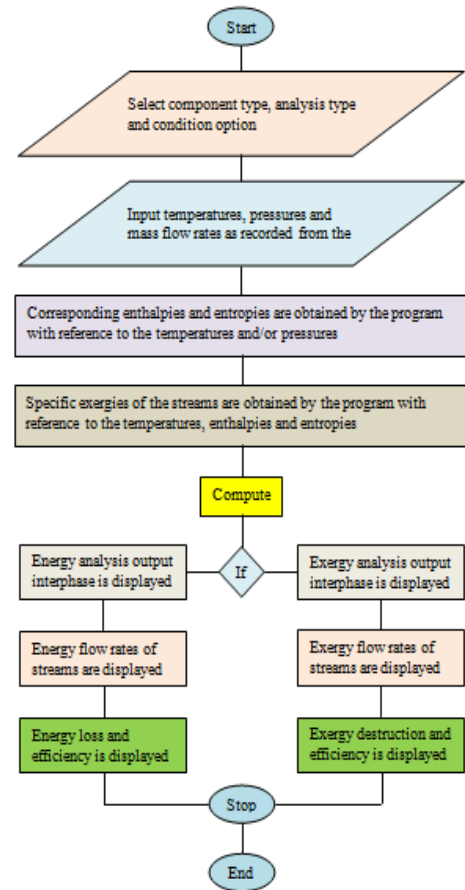 Start
Select component type, analysis type
and condition option
Input temperatures, pressures and
mass flow rates as recorded from the
Corresponding enthalpies and entropies are obtained by the program
with reference to the temperatures and/or pressures
Specific exergies of the streams are obtained by the program with
reference to the temperatures, enthalpies and entropies
Compute
If
Energy analysis output
interphase is displayed
Energy flow rates of
streams are displayed
Energy loss and
efficiency is displayed
Exergy analysis output
interphase is displayed
Exergy flow rates of
streams are displayed
Exergy destruction and
efficiency is displayed
Stop
End